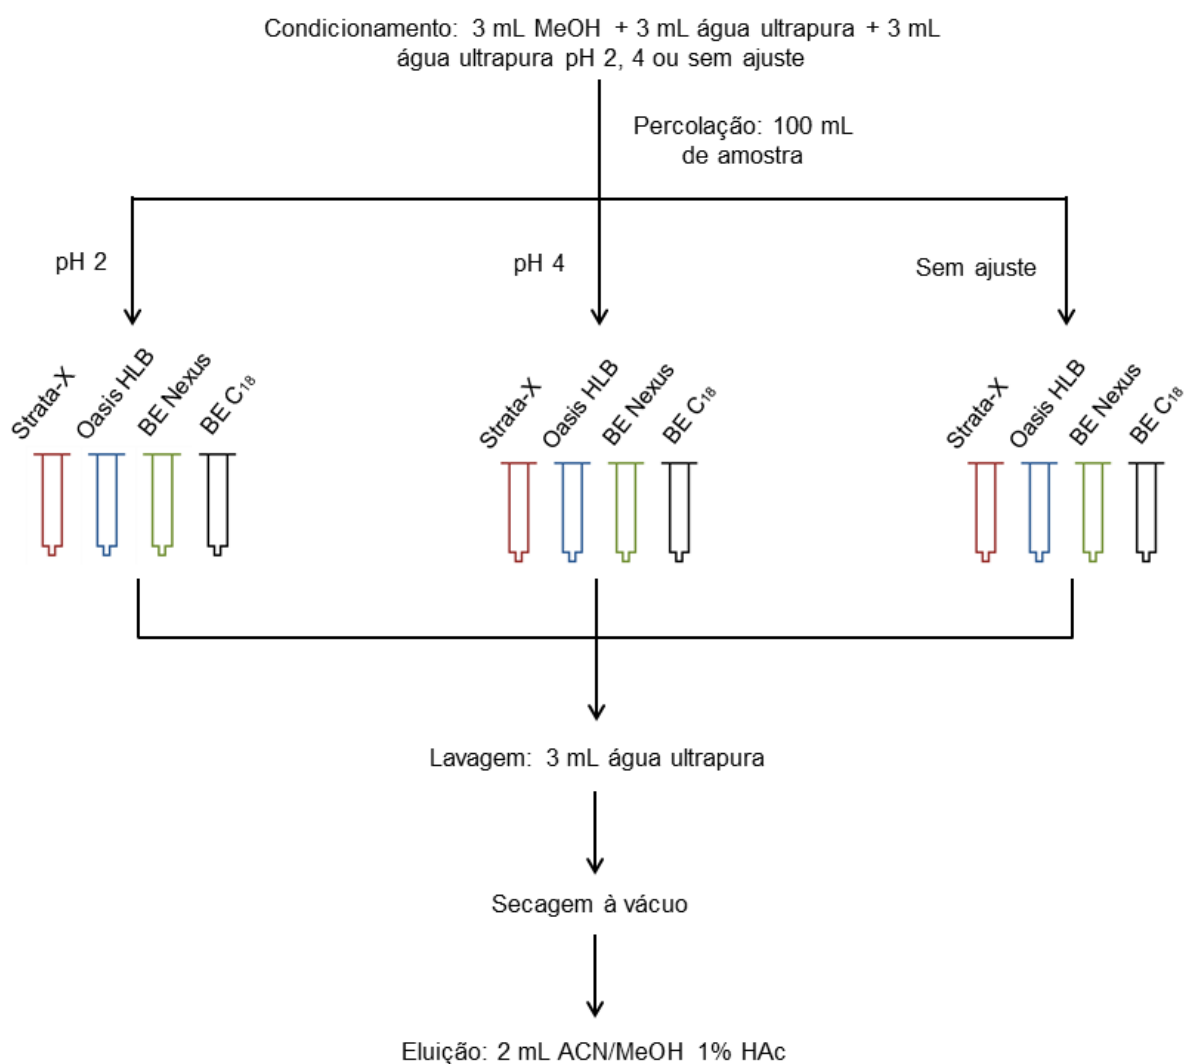 Condicionamento: 3 mL MeOH + 3 mL água ultrapura + 3 mL
água ultrapura pH 2, 4 ou sem ajuste
Percolação: 100 mL
de amostra
pH 2
pH 4
Sem ajuste
Strata-X
Oasis HLB
BE Nexus
BE C₁₈
Strata-X
Oasis HLB
BE Nexus
BE C₁₈
Strata-X
Oasis HLB
BE Nexus
BE C₁₈
Lavagem: 3 mL água ultrapura
Secagem à vácuo
Eluição: 2 mL ACN/MeOH 1% HAc